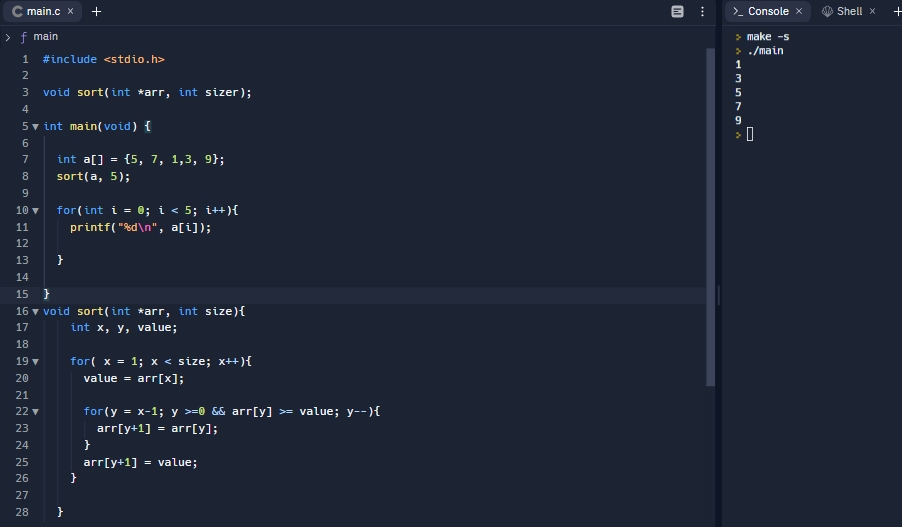 main.c ×  +
Console ×  Shell ×  +
> ƒ main
1 #include <stdio.h>
2
3 void sort(int *arr, int sizer);
4
5 int main(void) {
6
7   int a[] = {5, 7, 1,3, 9};
8   sort(a, 5);
9
10   for(int i = 0; i < 5; i++){
11     printf("%d\n", a[i]);
12
13   }
14
15 }
16 void sort(int *arr, int size){
17     int x, y, value;
18
19     for( x = 1; x < size; x++){
20       value = arr[x];
21
22       for(y = x-1; y >=0 && arr[y] >= value; y--){
23         arr[y+1] = arr[y];
24       }
25       arr[y+1] = value;
26     }
27
28   }
> make -s
> ./main
1
3
5
7
9
>